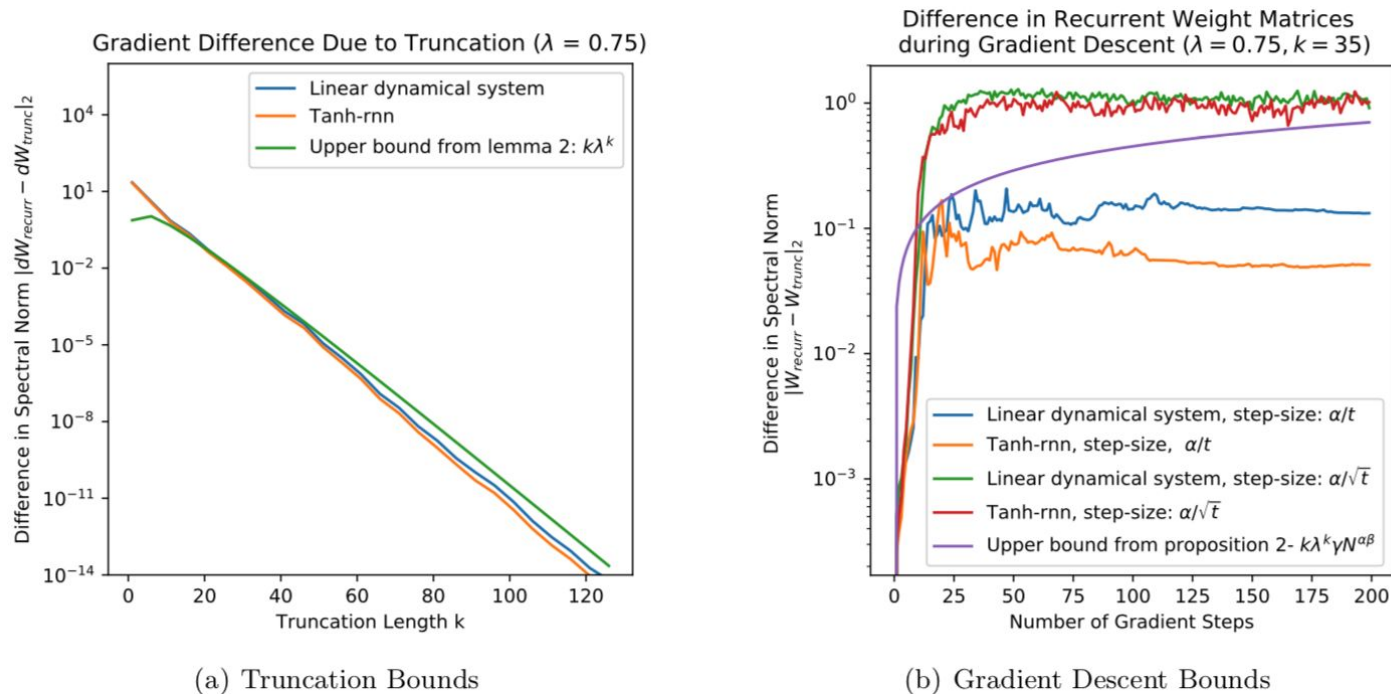 Gradient Difference Due to Truncation (λ = 0.75)
Difference in Spectral Norm |dW_recurr − dW_trunc|_2
10^4
10^1
10^-2
10^-5
10^-8
10^-11
10^-14
Linear dynamical system
Tanh-rnn
Upper bound from lemma 2: kλ^k
0 20 40 60 80 100 120
Truncation Length k
(a) Truncation Bounds
Difference in Recurrent Weight Matrices
during Gradient Descent (λ = 0.75, k = 35)
Difference in Spectral Norm
|W_recurr − W_trunc|_2
10^0
10^-1
10^-2
10^-3
Linear dynamical system, step-size: α/t
Tanh-rnn, step-size, α/t
Linear dynamical system, step-size: α/√t
Tanh-rnn, step-size: α/√t
Upper bound from proposition 2- kλ^kγN^αβ
0 25 50 75 100 125 150 175 200
Number of Gradient Steps
(b) Gradient Descent Bounds